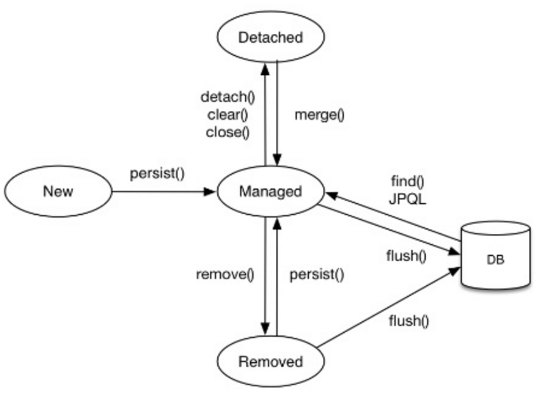 Detached
detach()
clear()
close()
merge()
persist()
New
Managed
find()
JPQL
flush()
DB
remove()
persist()
flush()
Removed